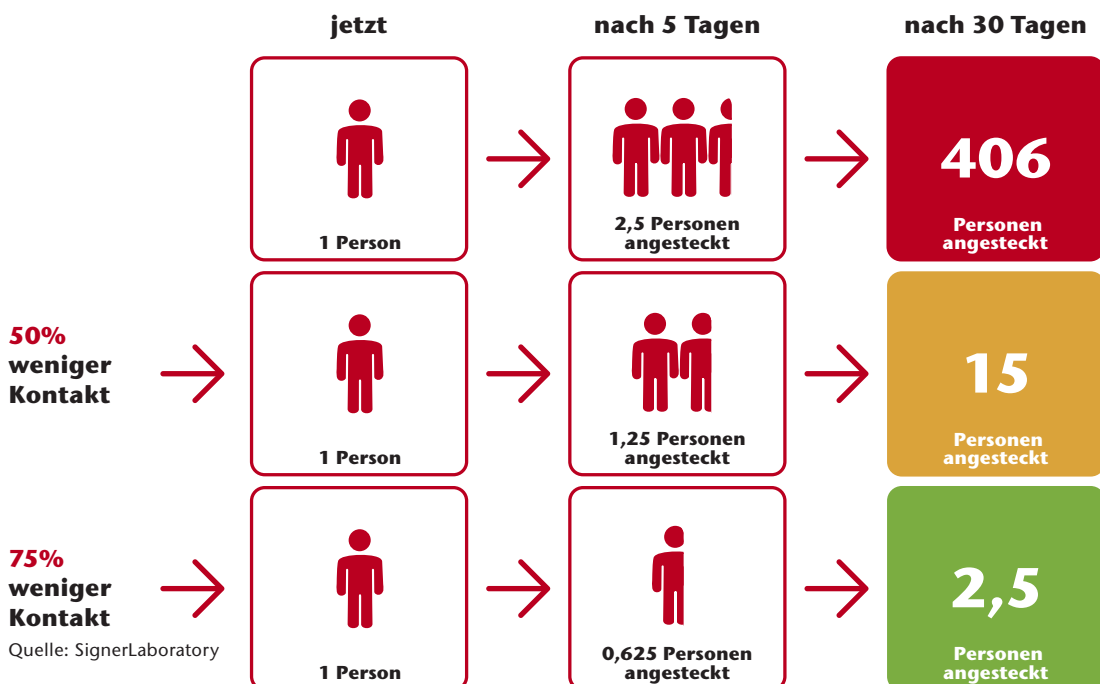 jetzt
nach 5 Tagen
nach 30 Tagen
1 Person
2,5 Personen
angesteckt
406
Personen
angesteckt
50%
weniger
Kontakt
1 Person
1,25 Personen
angesteckt
15
Personen
angesteckt
75%
weniger
Kontakt
Quelle: SignerLaboratory
1 Person
0,625 Personen
angesteckt
2,5
Personen
angesteckt